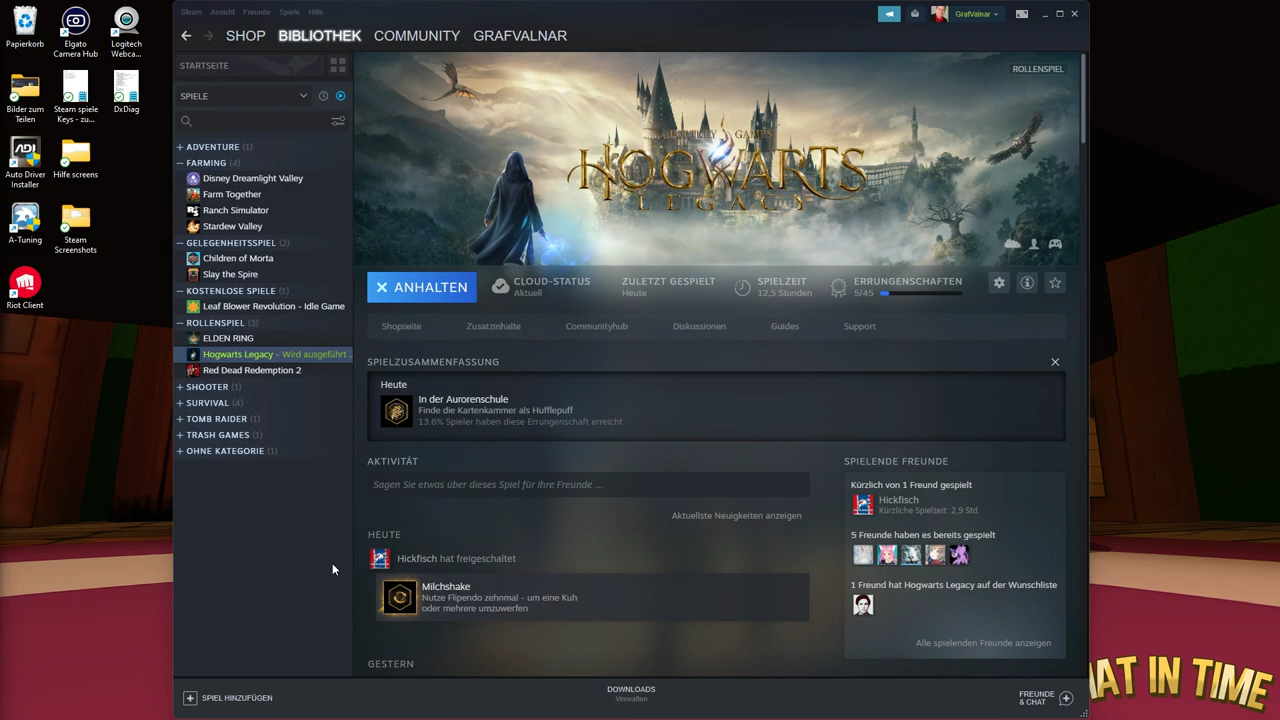 Papierkorb
Elgato
Camera Hub
Logitech
Webca...
Bilder zum
Teilen
Steam spiele
Keys - zu...
DxDiag
Auto Driver
Installer
Hilfe screens
A-Tuning
Steam
Screenshots
Riot Client
Steam Ansicht Freunde Spiele Hilfe
GrafValnar
SHOP BIBLIOTHEK COMMUNITY GRAFVALNAR
STARTSEITE
SPIELE
ADVENTURE (1)
FARMING (4)
Disney Dreamlight Valley
Farm Together
Ranch Simulator
Stardew Valley
GELEGENHEITSSPIEL (2)
Children of Morta
Slay the Spire
KOSTENLOSE SPIELE (1)
Leaf Blower Revolution - Idle Game
ROLLENSPIEL (3)
ELDEN RING
Hogwarts Legacy - Wird ausgeführt ...
Red Dead Redemption 2
SHOOTER (1)
SURVIVAL (4)
TOMB RAIDER (1)
TRASH GAMES (1)
OHNE KATEGORIE (1)
SPIEL HINZUFÜGEN
ROLLENSPIEL
PORTKEY GAMES
HOGWARTS
LEGACY
ANHALTEN
CLOUD-STATUS
Aktuell
ZULETZT GESPIELT
Heute
SPIELZEIT
12,5 Stunden
ERRUNGENSCHAFTEN
5/45
Shopseite Zusatzinhalte Communityhub Diskussionen Guides Support
SPIELZUSAMMENFASSUNG
Heute
In der Aurorenschule
Finde die Kartenkammer als Hufflepuff
13.6% Spieler haben diese Errungenschaft erreicht
AKTIVITÄT
Sagen Sie etwas über dieses Spiel für Ihre Freunde ...
Aktuellste Neuigkeiten anzeigen
HEUTE
Hickfisch hat freigeschaltet
Milchshake
Nutze Flipendo zehnmal - um eine Kuh
oder mehrere umzuwerfen
GESTERN
SPIELENDE FREUNDE
Kürzlich von 1 Freund gespielt
Hickfisch
Kürzliche Spielzeit: 2,9 Std.
5 Freunde haben es bereits gespielt
1 Freund hat Hogwarts Legacy auf der Wunschliste
Alle spielenden Freunde anzeigen
DOWNLOADS
Verwalten
FREUNDE
& CHAT
HAT IN TIME